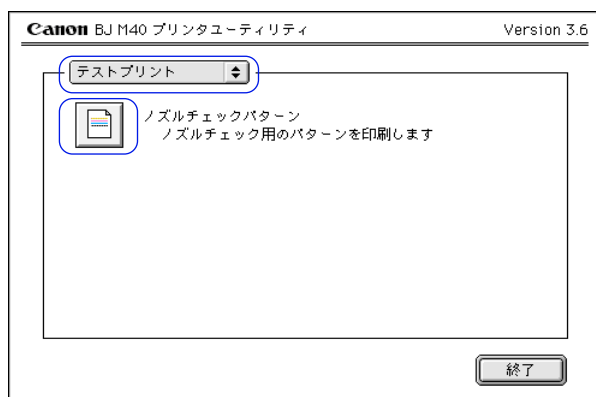 Canon BJ M40 プリンタユーティリティ Version 3.6
テストプリント
ノズルチェックパターン
ノズルチェック用のパターンを印刷します
終了